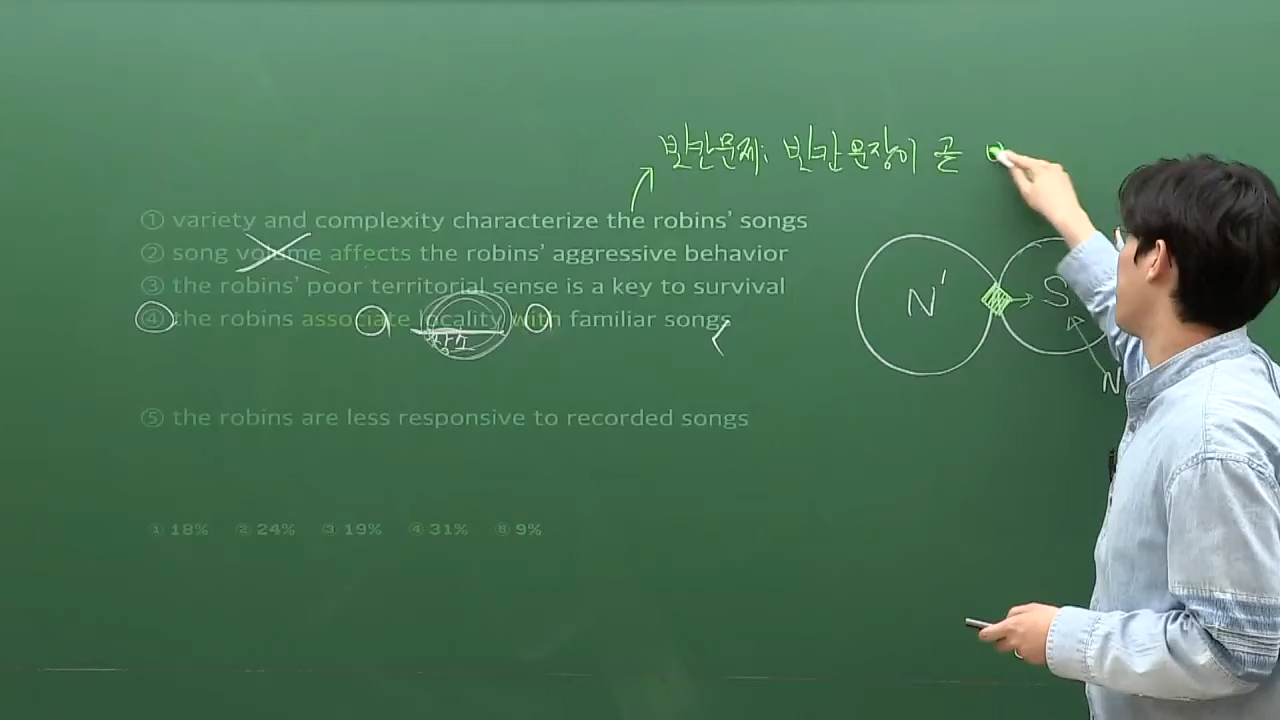 빈칸문제: 빈칸 문장이 곧
① variety and complexity characterize the robins' songs
② song volume affects the robins' aggressive behavior
③ the robins' poor territorial sense is a key to survival
④ the robins associate locality with familiar songs
장소
N'
S
N
⑤ the robins are less responsive to recorded songs
① 18% ② 24% ③ 19% ④ 31% ⑤ 9%